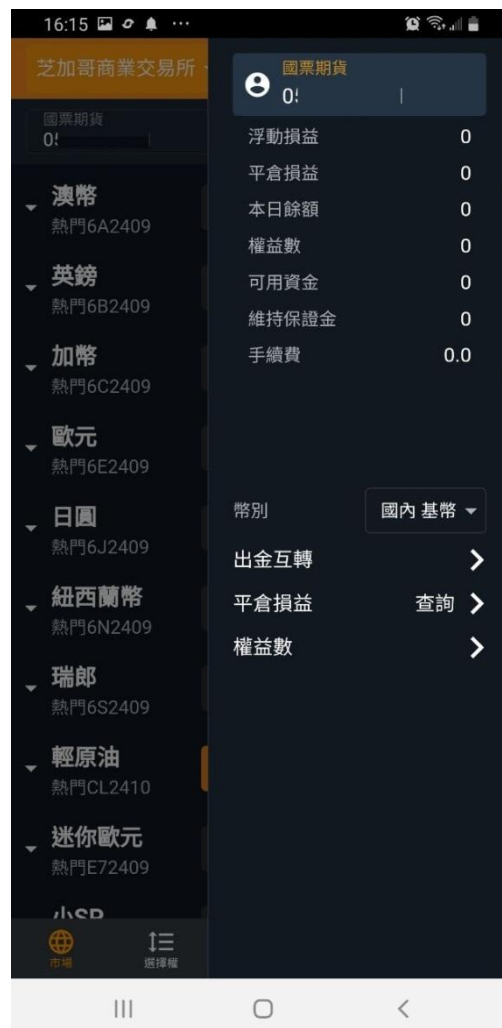 16:15
芝加哥商業交易所
國票期貨
澳幣
熱門6A2409
英鎊
熱門6B2409
加幣
熱門6C2409
歐元
熱門6E2409
日圓
熱門6J2409
紐西蘭幣
熱門6N2409
瑞郎
熱門6S2409
輕原油
熱門CL2410
迷你歐元
熱門E72409
小SP
市場 選擇權
國票期貨
浮動損益 0
平倉損益 0
本日餘額 0
權益數 0
可用資金 0
維持保證金 0
手續費 0.0
幣別 國內 基幣
出金互轉
平倉損益 查詢
權益數